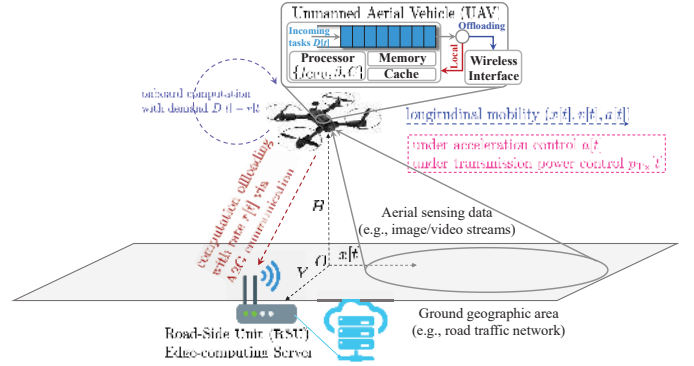 Unmanned Aerial Vehicle (UAV)
Incoming
tasks D[t]
Offloading
Local
Processor
Memory
Cache
Wireless
Interface
onboard computation
with demand D
longitudinal mobility {x[t], v[t], a[t]}
under acceleration control a[t]
under transmission power control
computation offloading
with rate r[t] via
A2G communication
H
Aerial sensing data
(e.g., image/video streams)
O
x[t
Y
Ground geographic area
(e.g., road traffic network)
Road-Side Unit (RSU)
Edge-computing Server